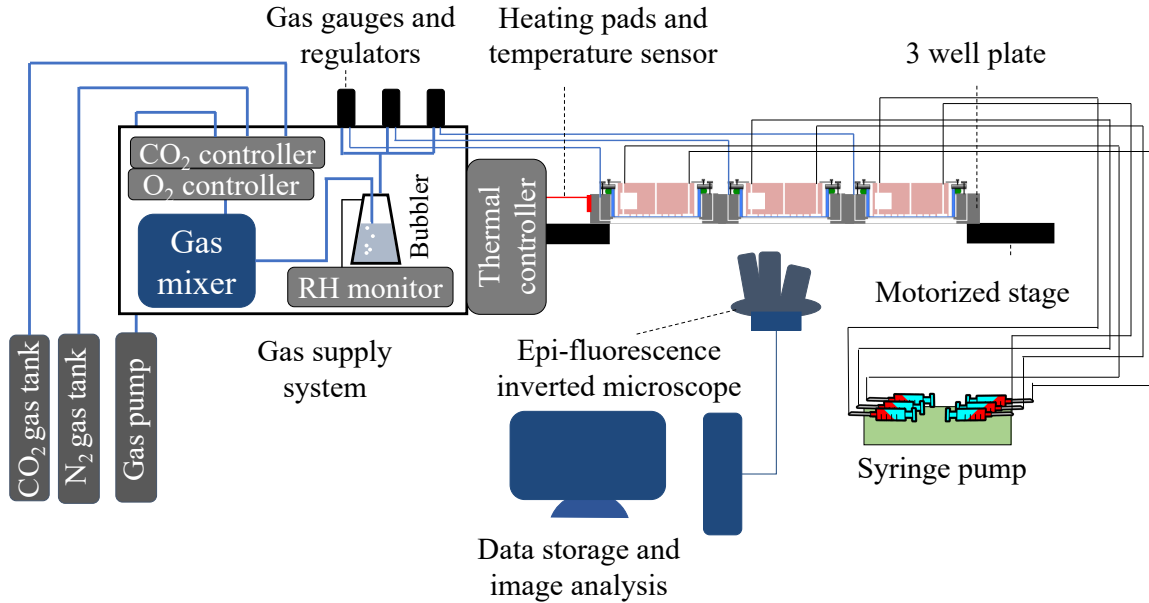 Gas gauges and
regulators
Heating pads and
temperature sensor
3 well plate
CO₂ controller
O₂ controller
Gas
mixer
Bubbler
RH monitor
Thermal
controller
Motorized stage
Gas supply
system
Epi-fluorescence
inverted microscope
CO₂ gas tank
N₂ gas tank
Gas pump
Syringe pump
Data storage and
image analysis